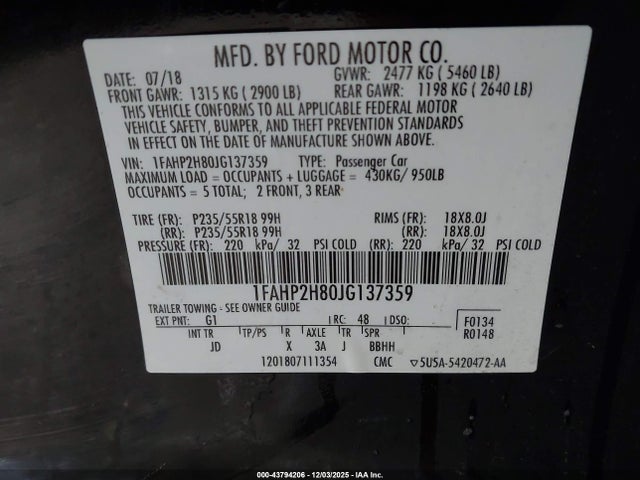 MFD. BY FORD MOTOR CO.
DATE: 07/18 GVWR: 2477 KG ( 5460 LB)
FRONT GAWR: 1315 KG ( 2900 LB) REAR GAWR: 1198 KG ( 2640 LB)
THIS VEHICLE CONFORMS TO ALL APPLICABLE FEDERAL MOTOR
VEHICLE SAFETY, BUMPER, AND THEFT PREVENTION STANDARDS
IN EFFECT ON THE DATE OF MANUFACTURE SHOWN ABOVE.
VIN: 1FAHP2H80JG137359 TYPE: Passenger Car
MAXIMUM LOAD = OCCUPANTS + LUGGAGE = 430KG/ 950LB
OCCUPANTS = 5 TOTAL; 2 FRONT, 3 REAR
TIRE (FR): P235/55R18 99H RIMS (FR): 18X8.0J
(RR): P235/55R18 99H (RR): 18X8.0J
PRESSURE (FR): 220 kPa/ 32 PSI COLD (RR): 220 kPa/ 32 PSI COLD
1FAHP2H80JG137359
TRAILER TOWING - SEE OWNER GUIDE
EXT PNT: G1 RC: 48 DSO: F0134
INT TR TP/PS R AXLE TR SPR R0148
JD X 3A J BBHH
1201807111354 CMC ▽5USA-5420472-AA
000-43794206 - 12/03/2025 - IAA, Inc.